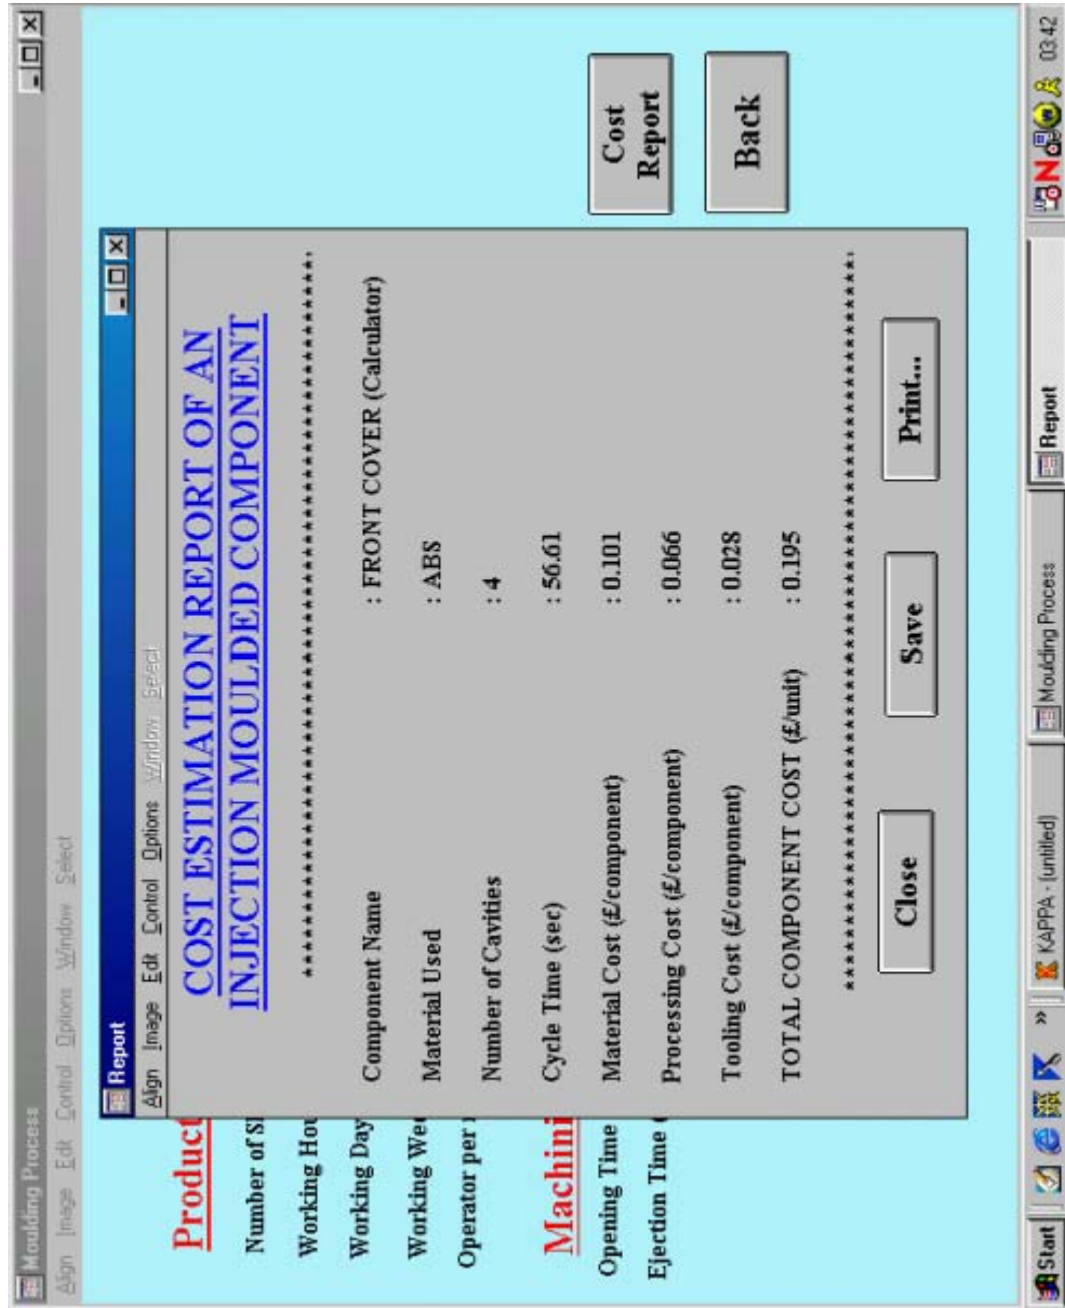 Moulding Process
Align Image Edit Control Options Window Select
Product
Number of
Working Hou
Working Day
Working Wee
Operator per
Machini
Opening Time
Ejection Time
Report
Align Image Edit Control Options Window Select
COST ESTIMATION REPORT OF AN
INJECTION MOULDED COMPONENT
Component Name : FRONT COVER (Calculator)
Material Used : ABS
Number of Cavities : 4
Cycle Time (sec) : 56.61
Material Cost (£/component) : 0.101
Processing Cost (£/component) : 0.066
Tooling Cost (£/component) : 0.028
TOTAL COMPONENT COST (£/unit) : 0.195
Close Save Print...
Cost
Report
Back
Start » KAPPA - (untitled) Moulding Process Report 03:42